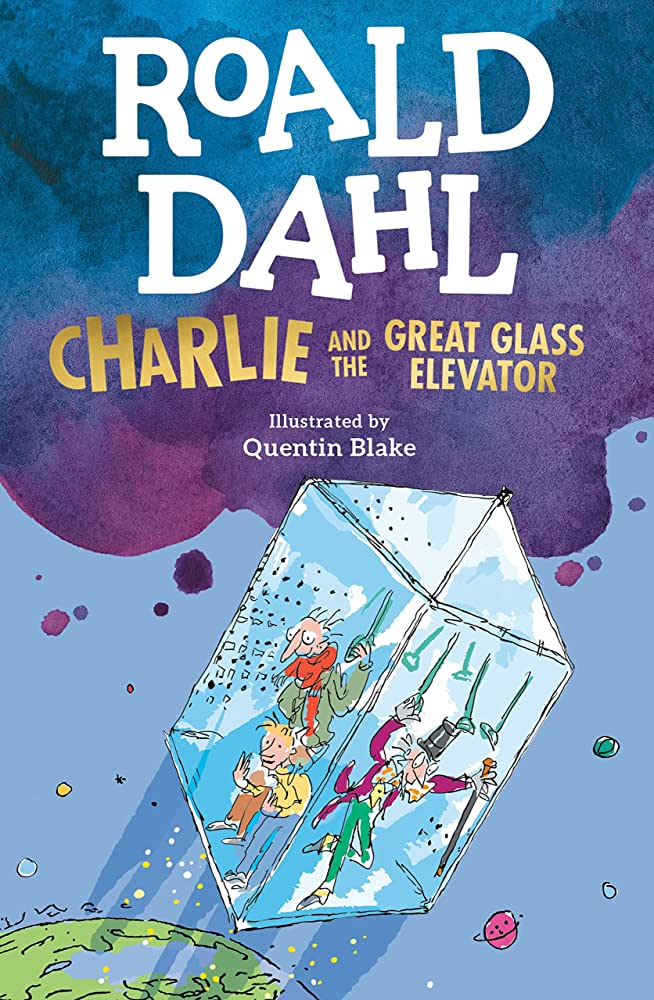 ROALD
DAHL
CHARLIE AND THE GREAT GLASS ELEVATOR
Illustrated by
Quentin Blake